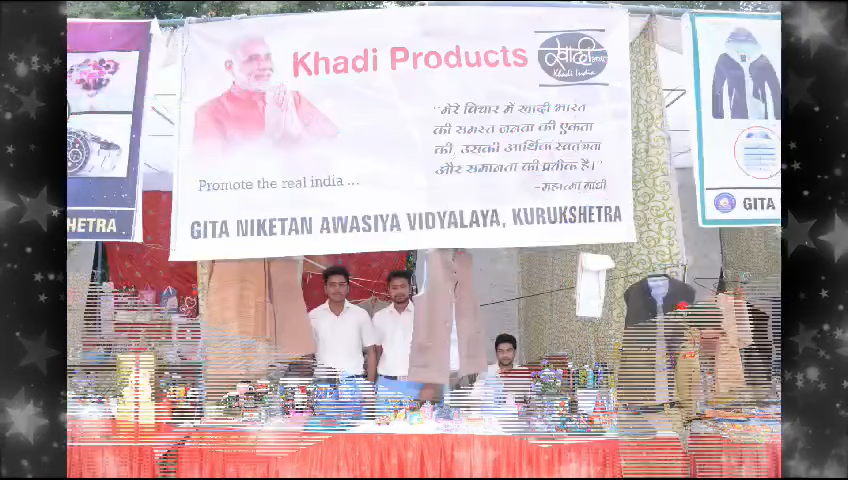 Khadi Products
खादी
Khadi India
"मेरे विचार में खादी भारत
की समस्त जनता की एकता
की, उसकी आर्थिक स्वतंत्रता
और समानता की प्रतीक है।"
-महात्मा गांधी
Promote the real india ...
GITA NIKETAN AWASIYA VIDYALAYA, KURUKSHETRA
HETRA
GITA